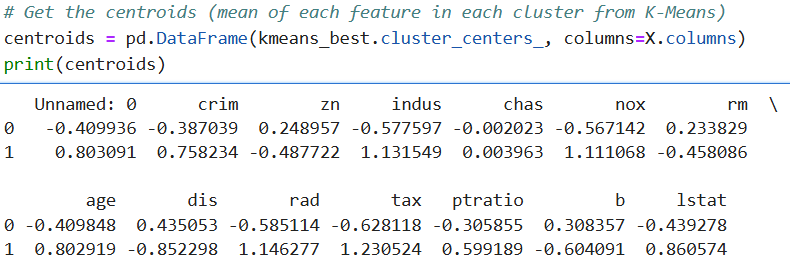 # Get the centroids (mean of each feature in each cluster from K-Means)
centroids = pd.DataFrame(kmeans_best.cluster_centers_, columns=X.columns)
print(centroids)
   Unnamed: 0      crim        zn     indus      chas       nox        rm  \
0   -0.409936 -0.387039  0.248957 -0.577597 -0.002023 -0.567142  0.233829
1    0.803091  0.758234 -0.487722  1.131549  0.003963  1.111068 -0.458086
        age       dis       rad       tax   ptratio         b     lstat
0 -0.409848  0.435053 -0.585114 -0.628118 -0.305855  0.308357 -0.439278
1  0.802919 -0.852298  1.146277  1.230524  0.599189 -0.604091  0.860574